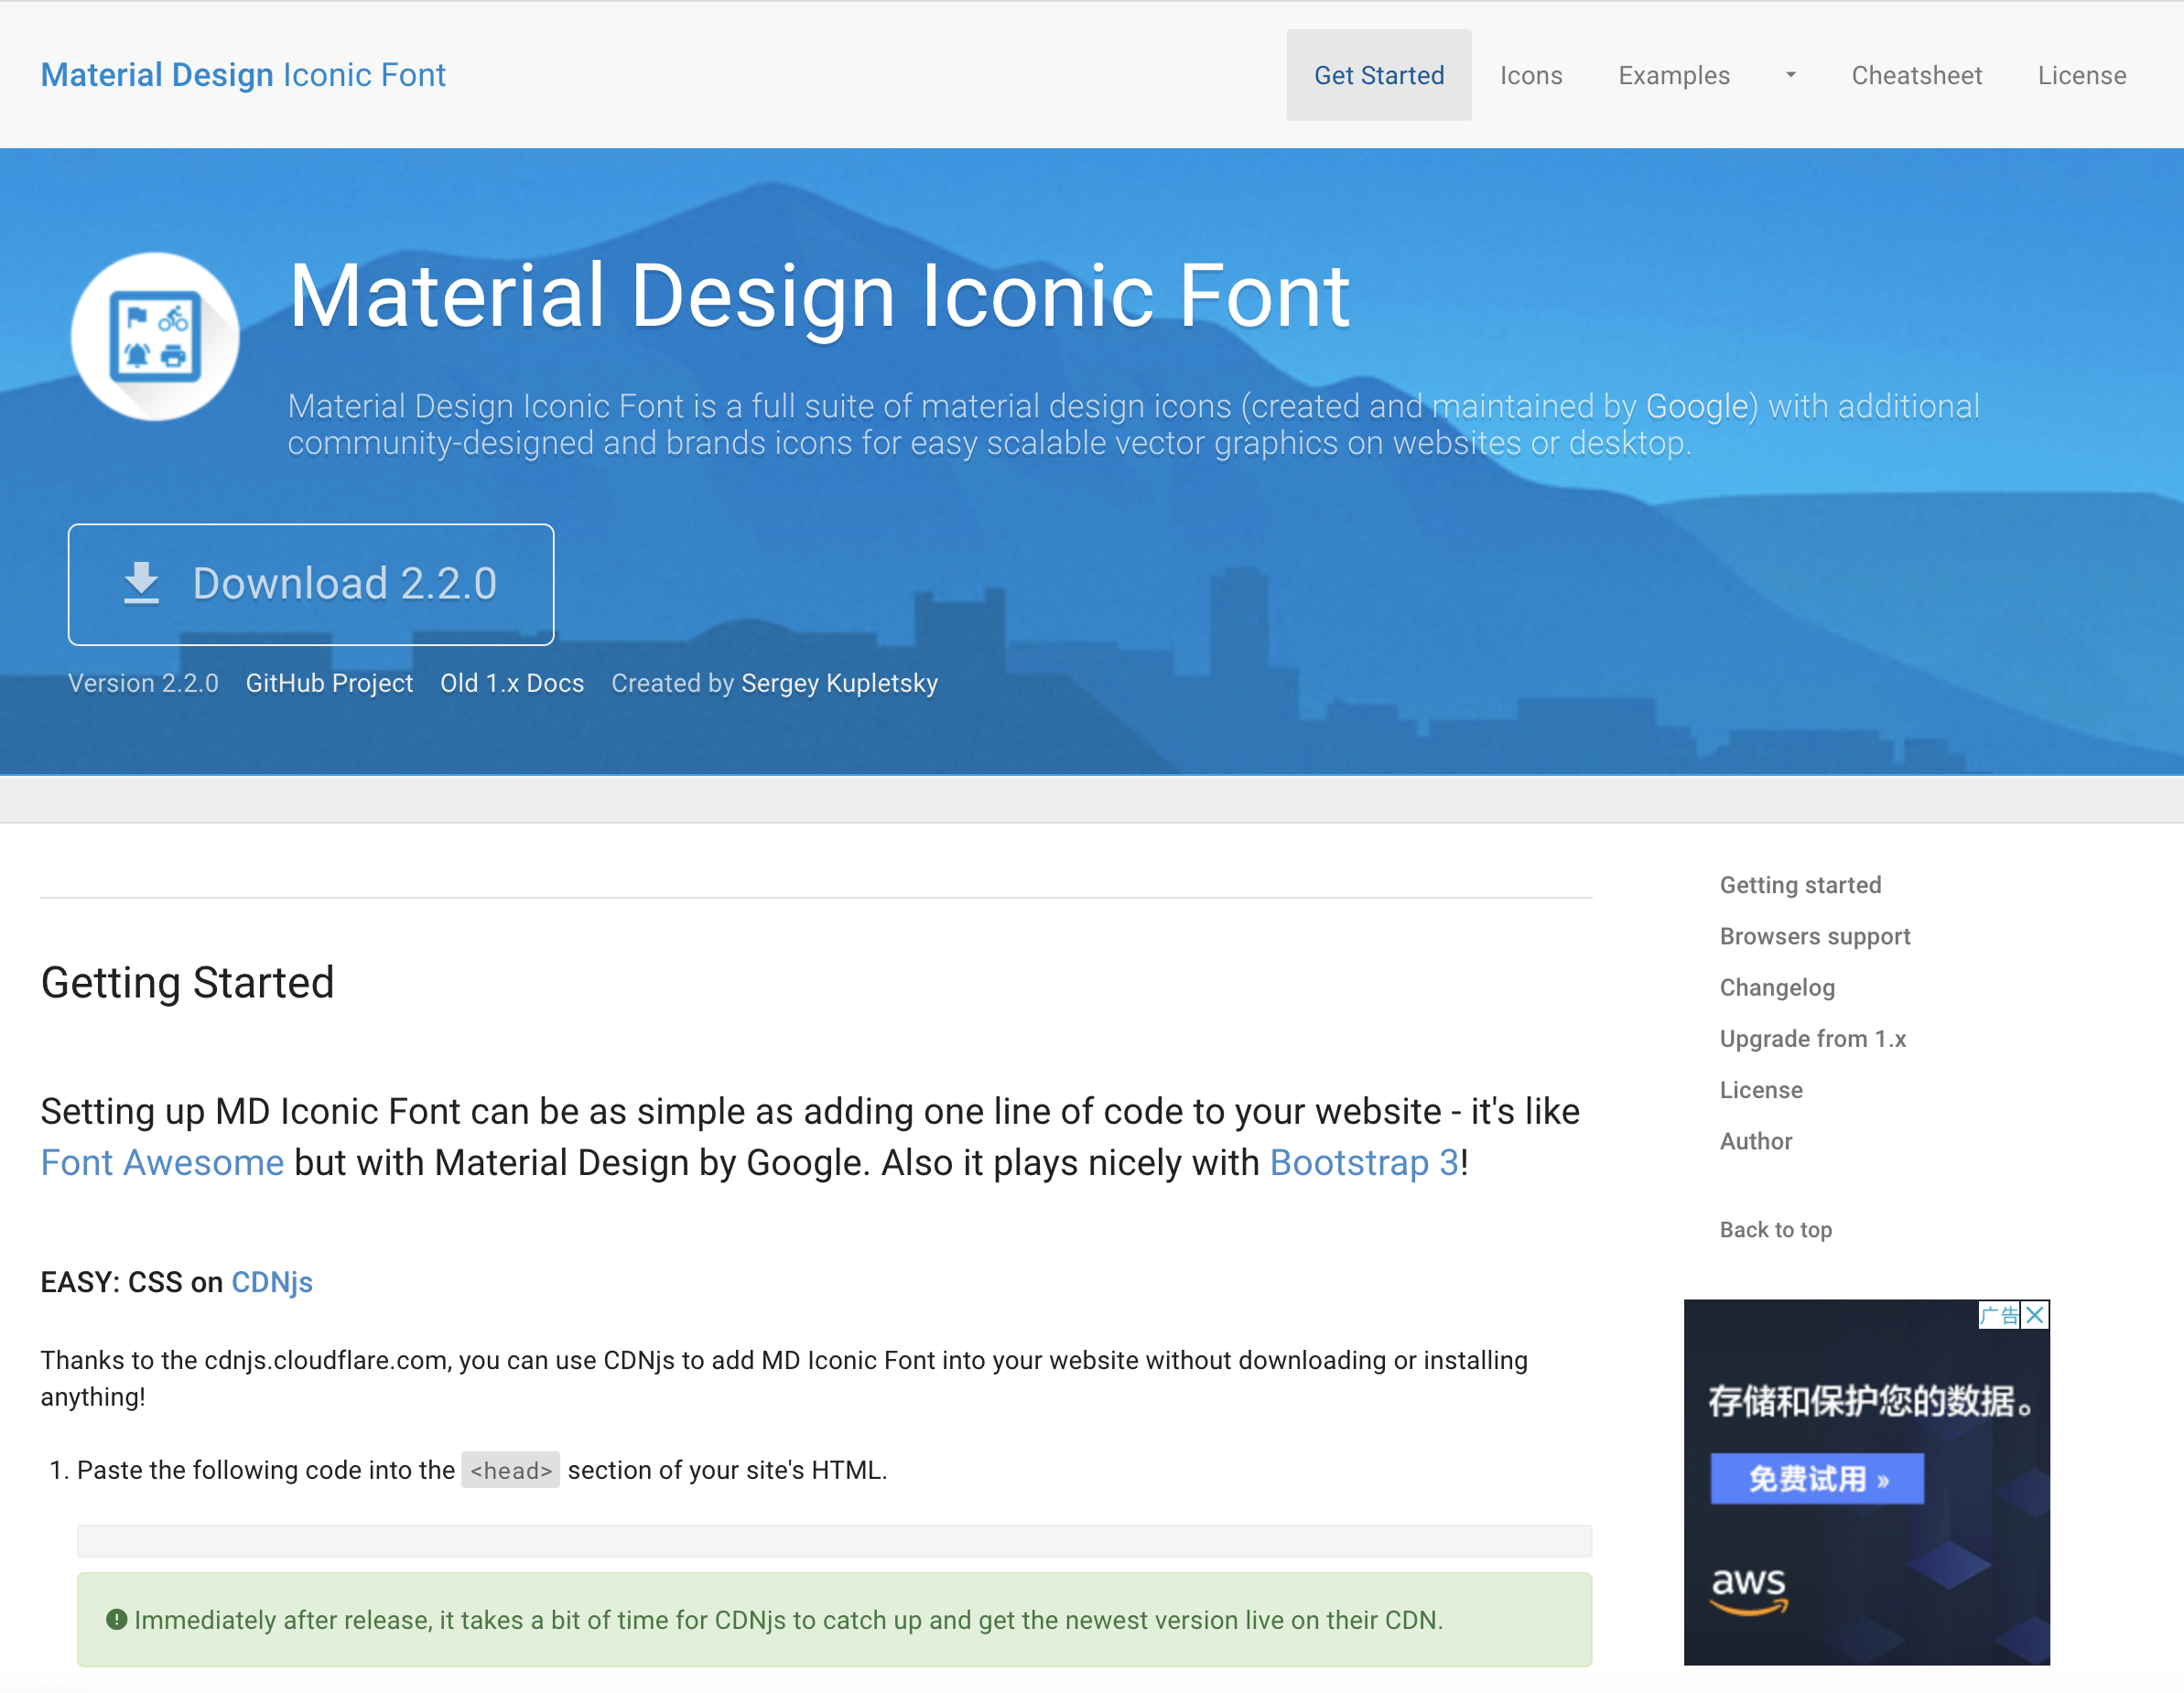 Material Design Iconic Font
Get Started
Icons
Examples
Cheatsheet
License
Material Design Iconic Font
Material Design Iconic Font is a full suite of material design icons (created and maintained by Google) with additional
community-designed and brands icons for easy scalable vector graphics on websites or desktop.
Download 2.2.0
Version 2.2.0 GitHub Project Old 1.x Docs Created by Sergey Kupletsky
Getting Started
Setting up MD Iconic Font can be as simple as adding one line of code to your website - it's like
Font Awesome but with Material Design by Google. Also it plays nicely with Bootstrap 3!
EASY: CSS on CDNjs
Thanks to the cdnjs.cloudflare.com, you can use CDNjs to add MD Iconic Font into your website without downloading or installing
anything!
1. Paste the following code into the <head> section of your site's HTML.
Immediately after release, it takes a bit of time for CDNjs to catch up and get the newest version live on their CDN.
Getting started
Browsers support
Changelog
Upgrade from 1.x
License
Author
Back to top
广告
存储和保护您的数据。
免费试用 »
aws